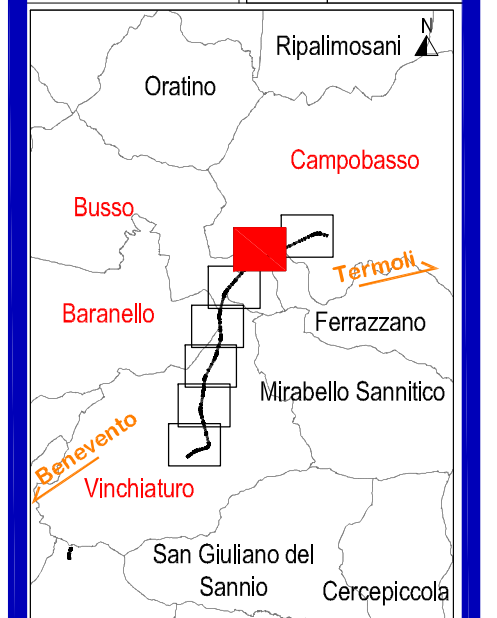 N
Ripalimosani
Oratino
Campobasso
Busso
Termoli
Baranello
Ferrazzano
Mirabello Sannitico
Benevento
Vinchiaturo
San Giuliano del
Sannio
Cercepiccola